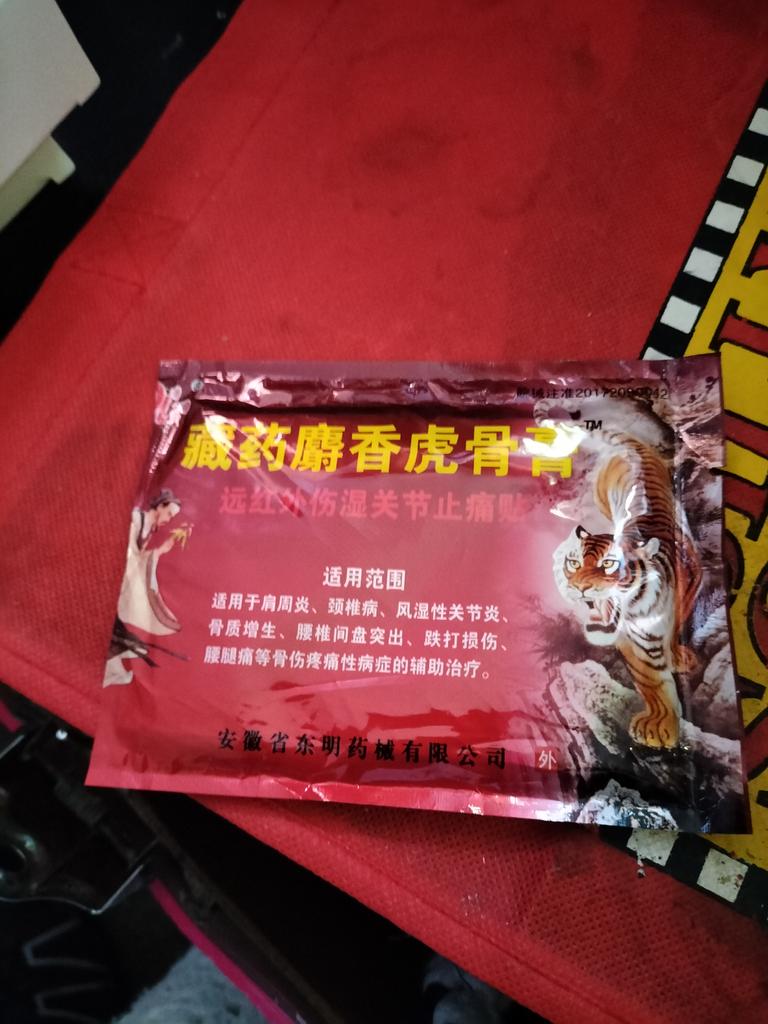 藏药麝香虎骨膏™
远红外伤湿关节止痛贴
适用范围
适用于肩周炎、颈椎病、风湿性关节炎、
骨质增生、腰椎间盘突出、跌打损伤、
腰腿痛等骨伤疼痛性病症的辅助治疗。
安徽省东明药械有限公司
外